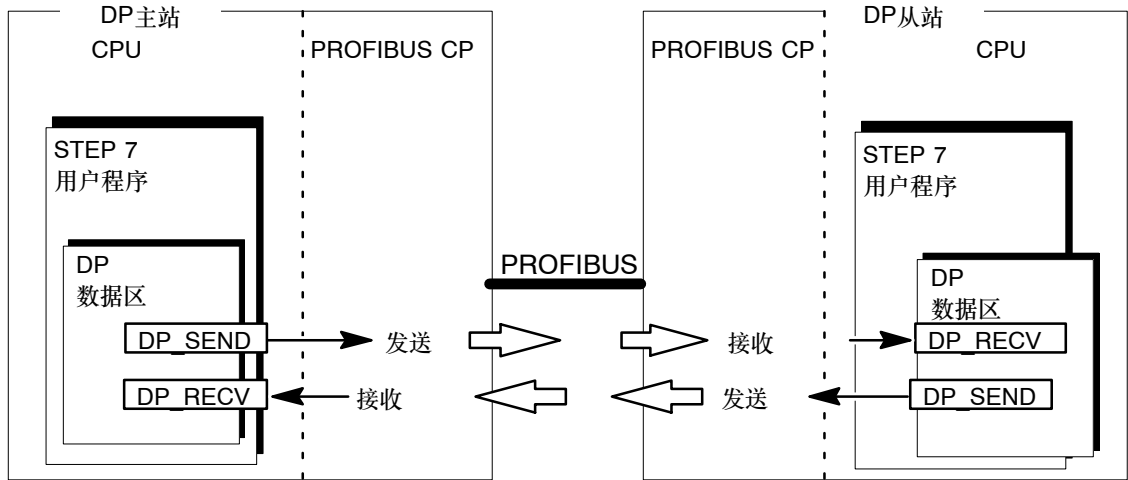 DP主站
CPU
PROFIBUS CP
STEP 7
用户程序
DP
数据区
DP_SEND
发送
DP_RECV
接收
PROFIBUS
DP从站
PROFIBUS CP
CPU
STEP 7
用户程序
DP
数据区
接收
DP_RECV
发送
DP_SEND